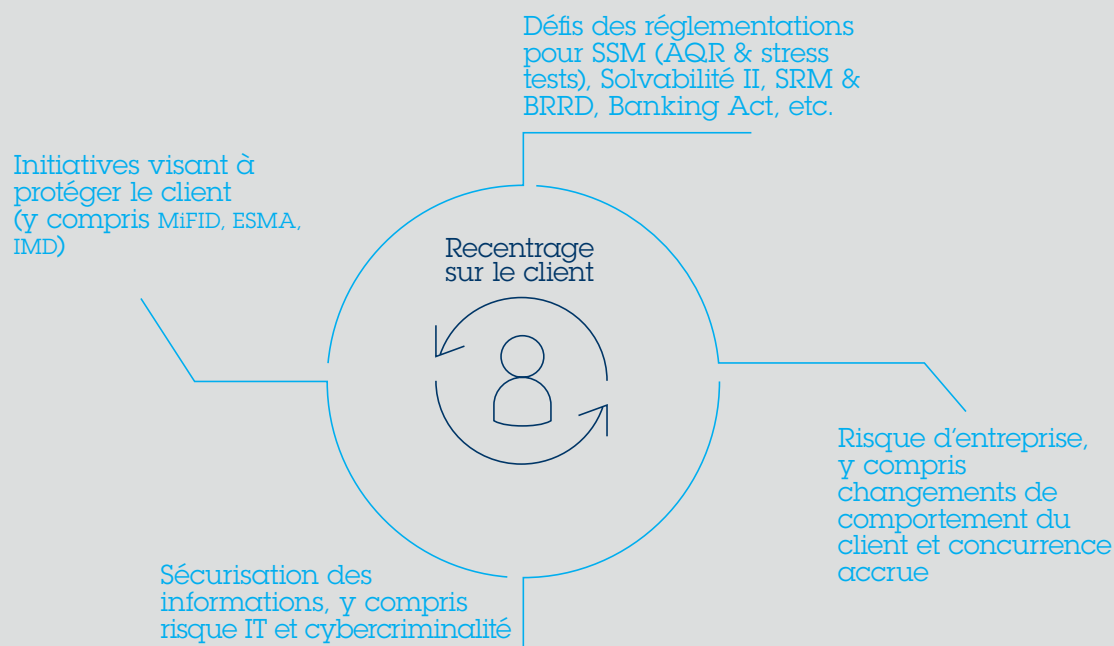 Défis des réglementations
pour SSM (AQR & stress
tests), Solvabilité II, SRM &
BRRD, Banking Act, etc.
Initiatives visant à
protéger le client
(y compris MiFID, ESMA,
IMD)
Recentrage
sur le client
Risque d'entreprise,
y compris
changements de
comportement du
client et concurrence
accrue
Sécurisation des
informations, y compris
risque IT et cybercriminalité